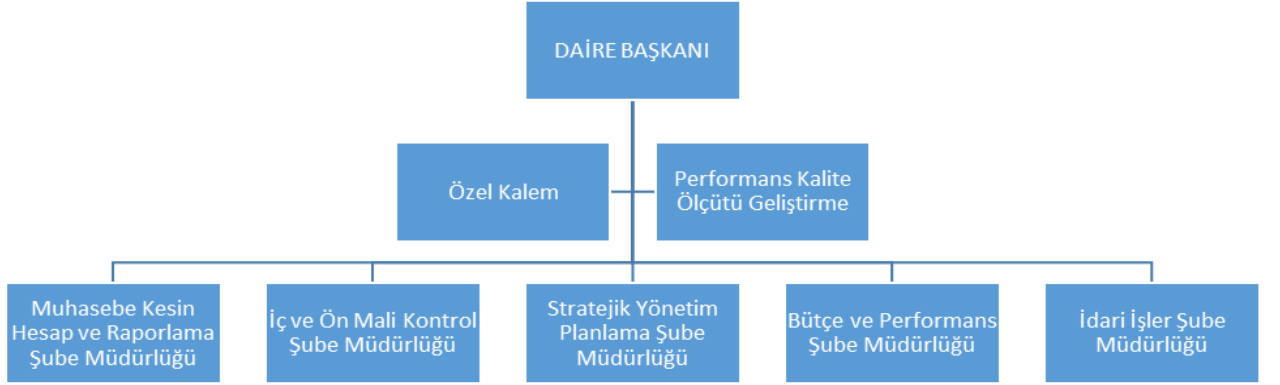 DAİRE BAŞKANI
Özel Kalem
Performans Kalite
Ölçütü Geliştirme
Muhasebe Kesin
Hesap ve Raporlama
Şube Müdürlüğü
İç ve Ön Mali Kontrol
Şube Müdürlüğü
Stratejik Yönetim
Planlama Şube
Müdürlüğü
Bütçe ve Performans
Şube Müdürlüğü
İdari İşler Şube
Müdürlüğü